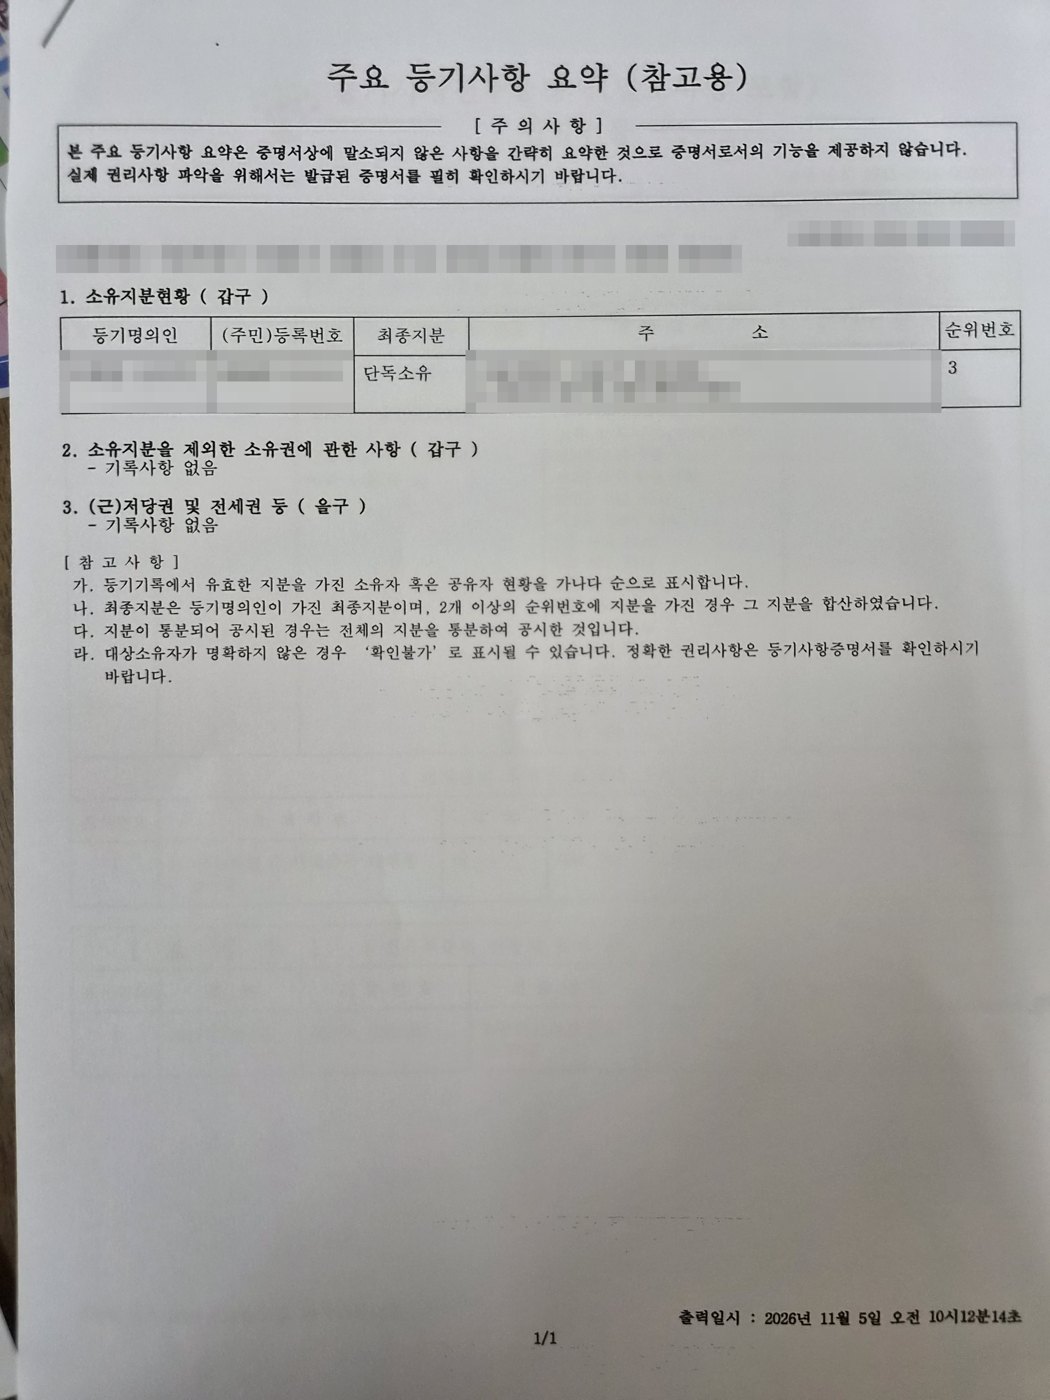 주요 등기사항 요약 (참고용)
[ 주 의 사 항 ]
본 주요 등기사항 요약은 증명서상에 말소되지 않은 사항을 간략히 요약한 것으로 증명서로서의 기능을 제공하지 않습니다.
실제 권리사항 파악을 위해서는 발급된 증명서를 필히 확인하시기 바랍니다.
1. 소유지분현황 ( 갑구 )
등기명의인 (주민)등록번호 최종지분 주 소 순위번호
단독소유 3
2. 소유지분을 제외한 소유권에 관한 사항 ( 갑구 )
- 기록사항 없음
3. (근)저당권 및 전세권 등 ( 을구 )
- 기록사항 없음
[ 참 고 사 항 ]
가. 등기기록에서 유효한 지분을 가진 소유자 혹은 공유자 현황을 가나다 순으로 표시합니다.
나. 최종지분은 등기명의인이 가진 최종지분이며, 2개 이상의 순위번호에 지분을 가진 경우 그 지분을 합산하였습니다.
다. 지분이 통분되어 공시된 경우는 전체의 지분을 통분하여 공시한 것입니다.
라. 대상소유자가 명확하지 않은 경우 ‘확인불가’ 로 표시될 수 있습니다. 정확한 권리사항은 등기사항증명서를 확인하시기
바랍니다.
출력일시 : 2026년 11월 5일 오전 10시12분14초
1/1